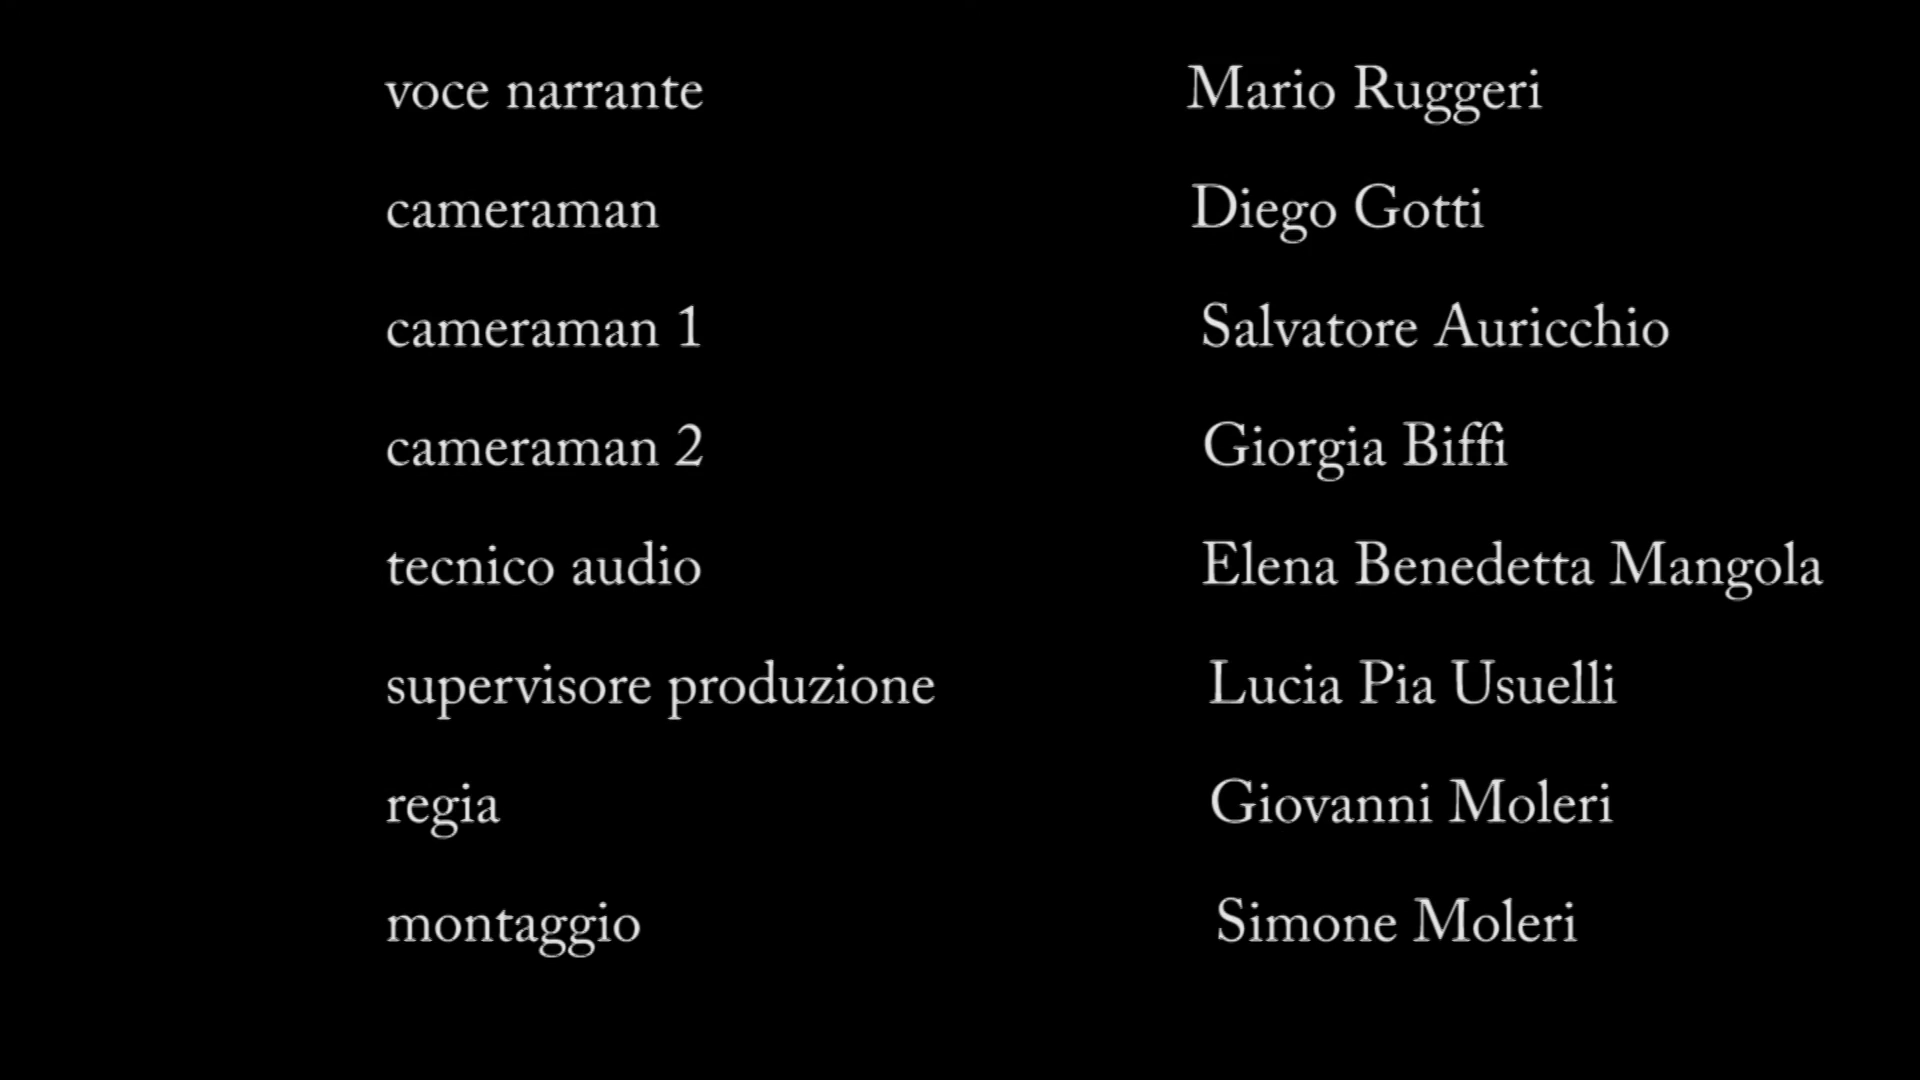 voce narrante Mario Ruggeri
cameraman Diego Gotti
cameraman 1 Salvatore Auricchio
cameraman 2 Giorgia Biffi
tecnico audio Elena Benedetta Mangola
supervisore produzione Lucia Pia Usuelli
regia Giovanni Moleri
montaggio Simone Moleri